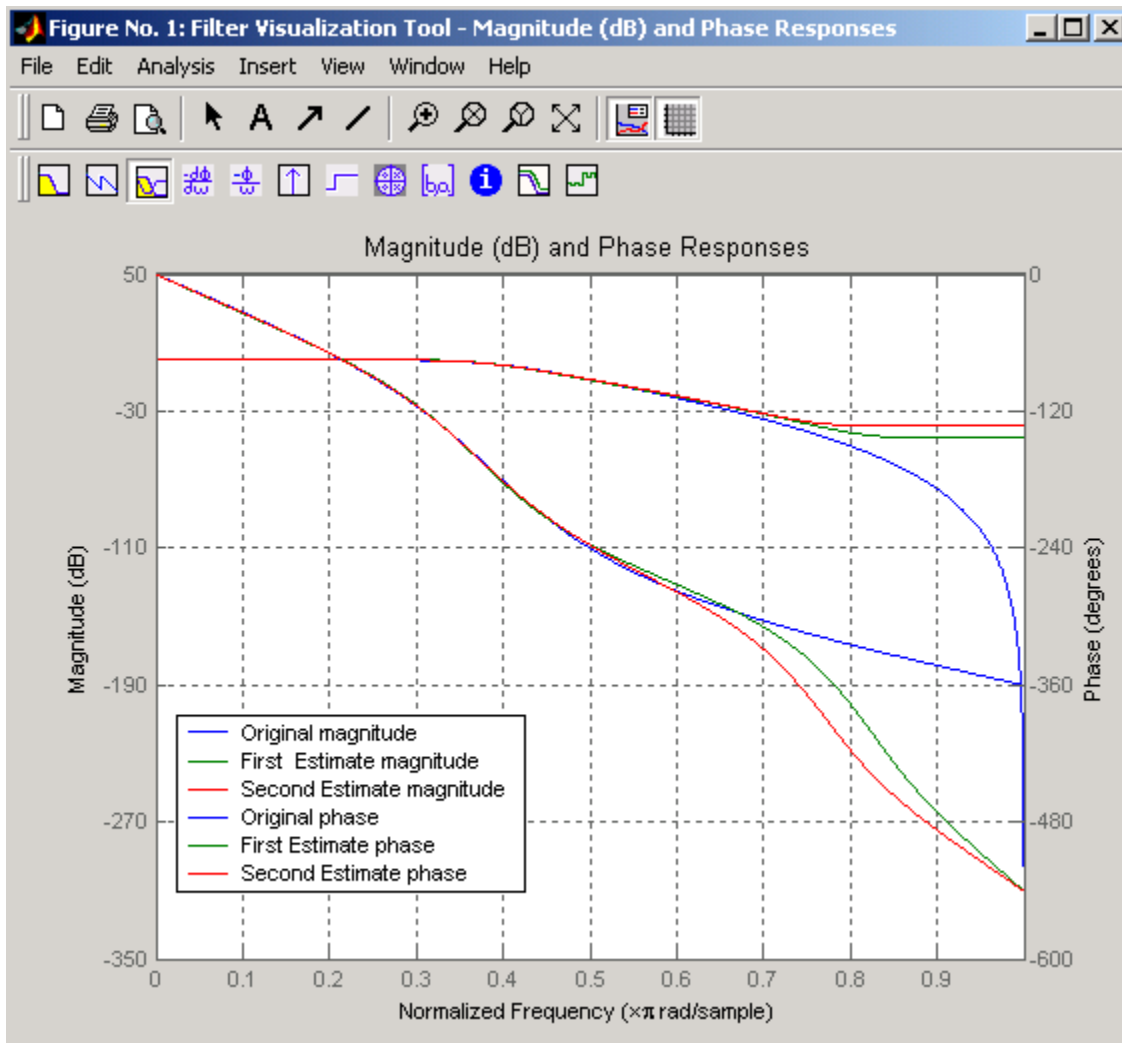 Figure No. 1: Filter Visualization Tool - Magnitude (dB) and Phase Responses
File Edit Analysis Insert View Window Help
A
-dφ
dω
-φ
ω
[b,a]
i
Magnitude (dB) and Phase Responses
50
-30
-110
-190
-270
-350
Magnitude (dB)
0
-120
-240
-360
-480
-600
Phase (degrees)
Original magnitude
First  Estimate magnitude
Second Estimate magnitude
Original phase
First Estimate phase
Second Estimate phase
0 0.1 0.2 0.3 0.4 0.5 0.6 0.7 0.8 0.9
Normalized Frequency (×π rad/sample)